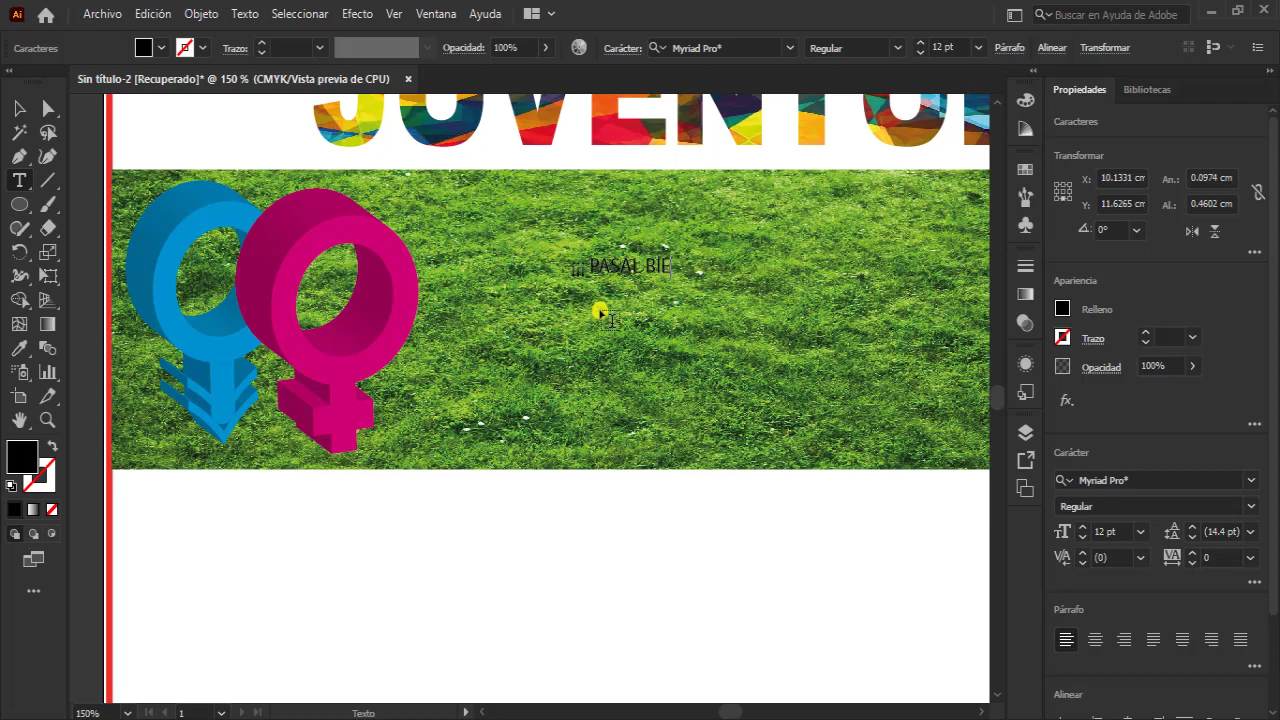 Ai
Archivo Edición Objeto Texto Seleccionar Efecto Ver Ventana Ayuda
Buscar en Ayuda de Adobe
Caracteres
Trazo:
Opacidad: 100%
Carácter: Myriad Pro*
Regular
12 pt
Párrafo Alinear Transformar
Sin título-2 [Recuperado]* @ 150 % (CMYK/Vista previa de CPU)
JUVENTU
¡¡¡ PASAL BIE
Propiedades Bibliotecas
Caracteres
Transformar
X: 10.1331 cm An.: 0.0974 cm
Y: 11.6265 cm Al.: 0.4602 cm
0°
Apariencia
Relleno
Trazo
Opacidad 100%
fx.
Carácter
Myriad Pro*
Regular
12 pt (14.4 pt)
(0) 0
Párrafo
Alinear
150% 1 Texto